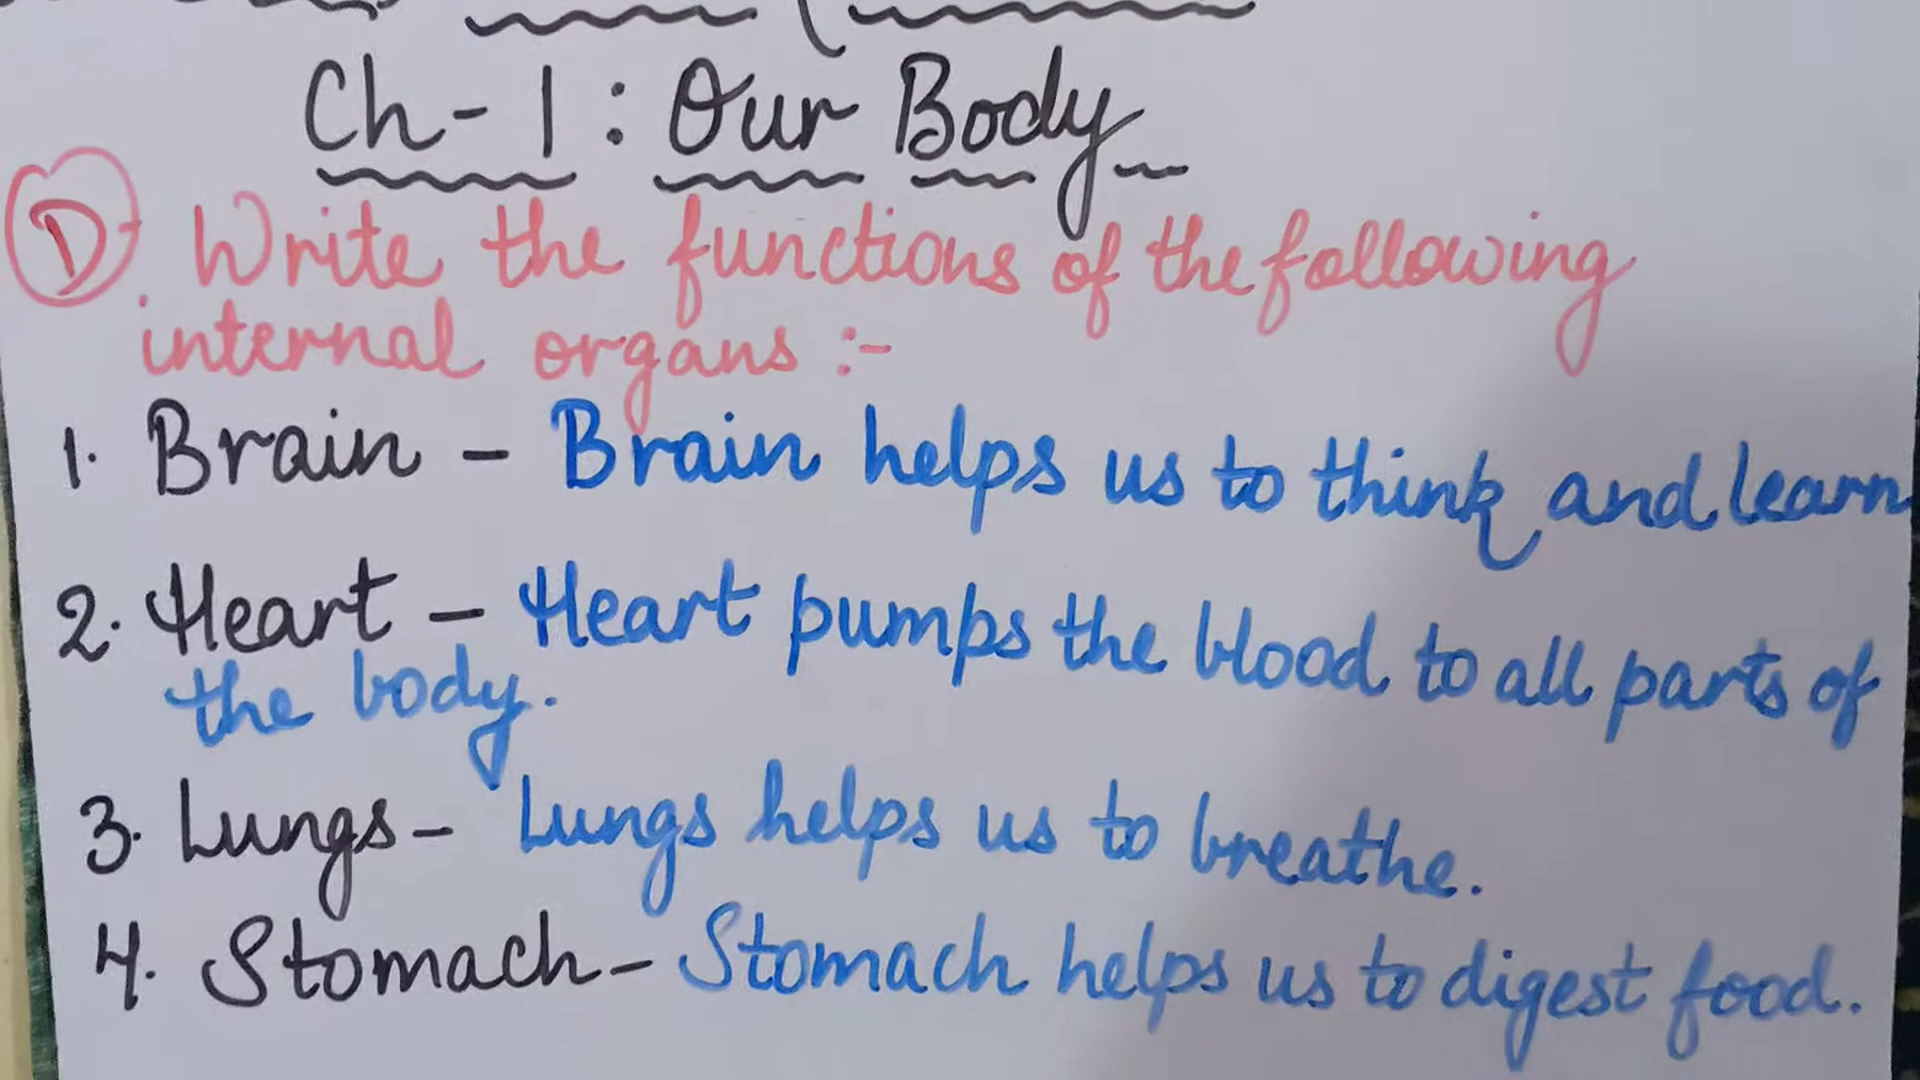 Ch-1: Our Body
D Write the functions of the following
internal organs :-
1. Brain - Brain helps us to think and learn
2. Heart - Heart pumps the blood to all parts of
the body.
3. Lungs - Lungs helps us to breathe.
4. Stomach - Stomach helps us to digest food.